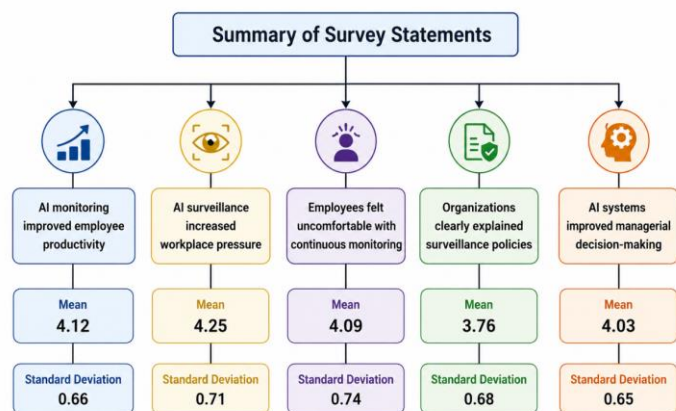 Summary of Survey Statements
AI monitoring
improved employee
productivity
Mean
4.12
Standard Deviation
0.66
AI surveillance
increased
workplace pressure
Mean
4.25
Standard Deviation
0.71
Employees felt
uncomfortable with
continuous monitoring
Mean
4.09
Standard Deviation
0.74
Organizations
clearly explained
surveillance policies
Mean
3.76
Standard Deviation
0.68
AI systems
improved managerial
decision-making
Mean
4.03
Standard Deviation
0.65